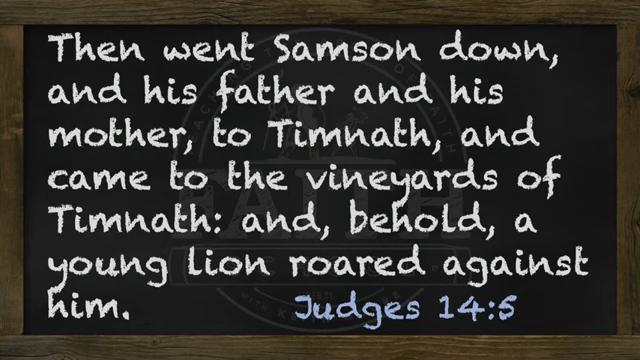 Then went Samson down,
and his father and his
mother, to Timnath, and
came to the vineyards of
Timnath: and, behold, a
young lion roared against
him. Judges 14:5
FAITH